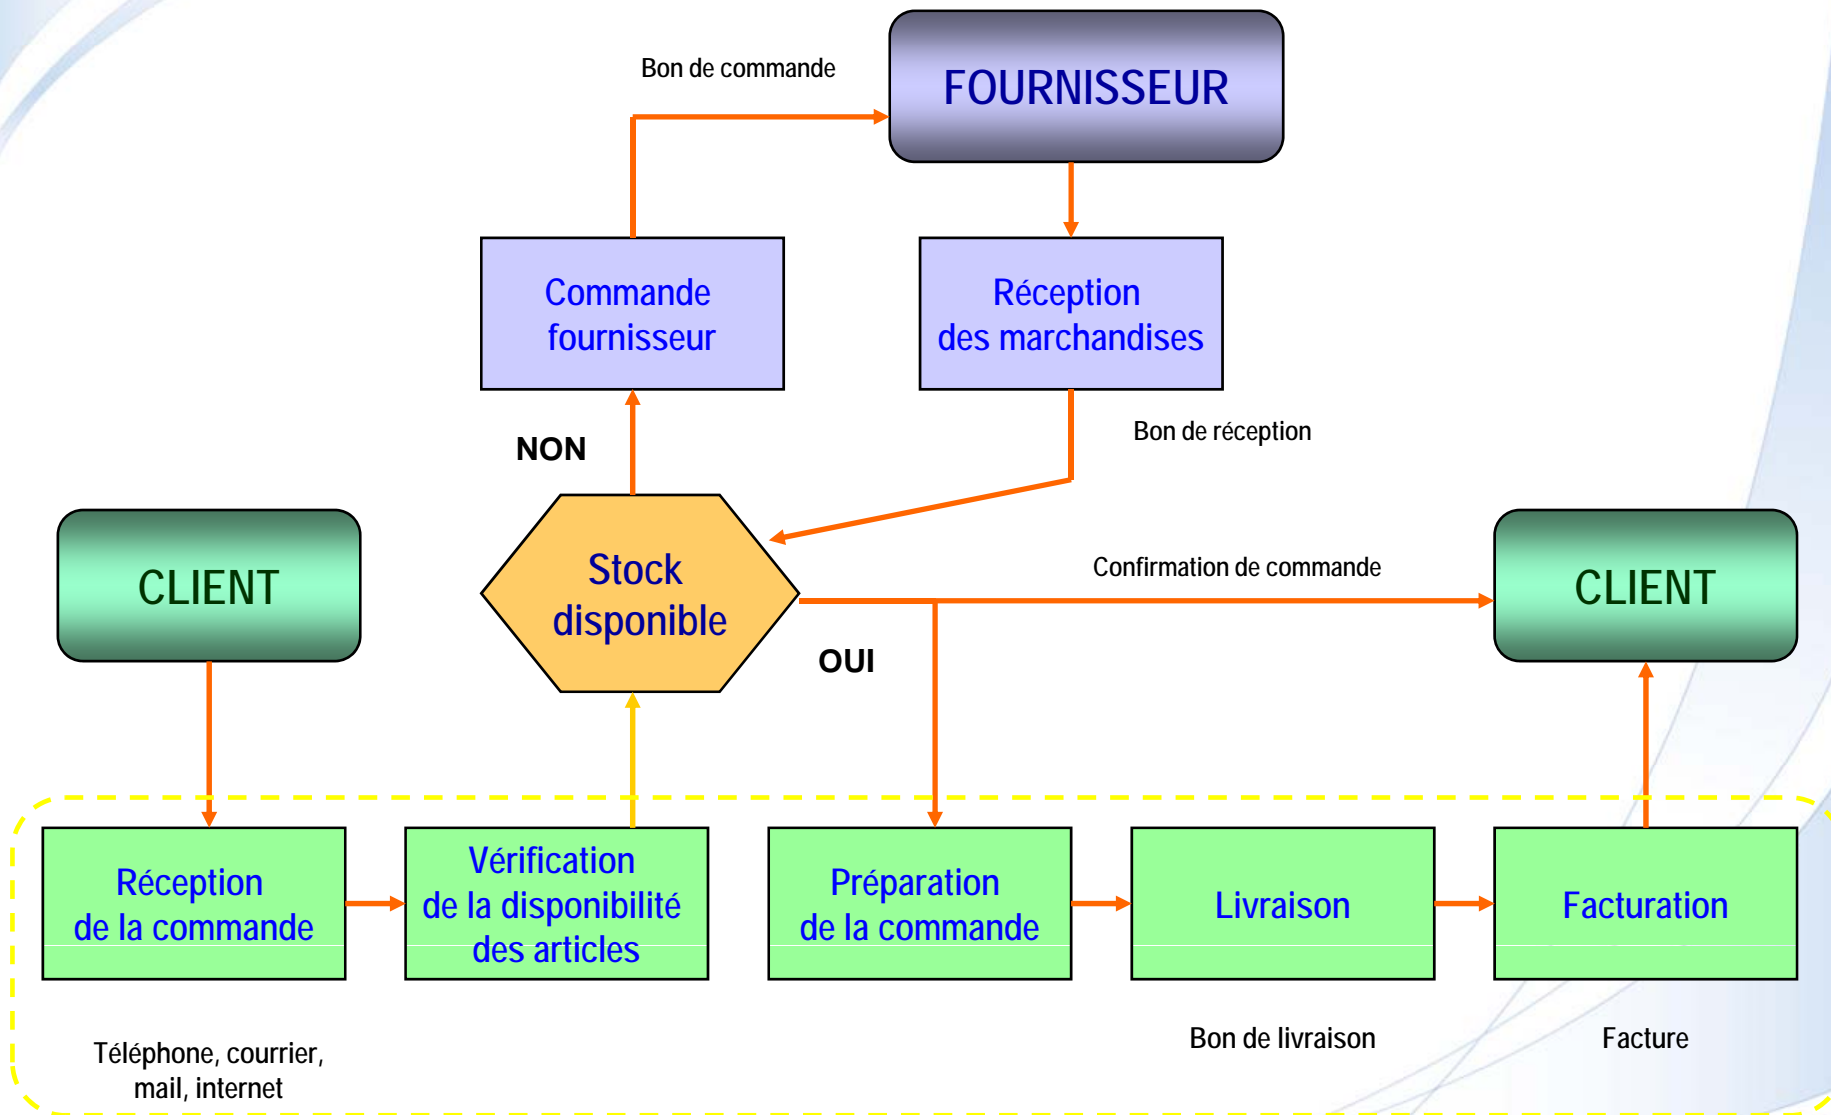 Bon de commande
FOURNISSEUR
Commande
fournisseur
Réception
des marchandises
NON
Bon de réception
CLIENT
Stock
disponible
Confirmation de commande
CLIENT
OUI
Réception
de la commande
Vérification
de la disponibilité
des articles
Préparation
de la commande
Livraison
Facturation
Téléphone, courrier,
mail, internet
Bon de livraison
Facture